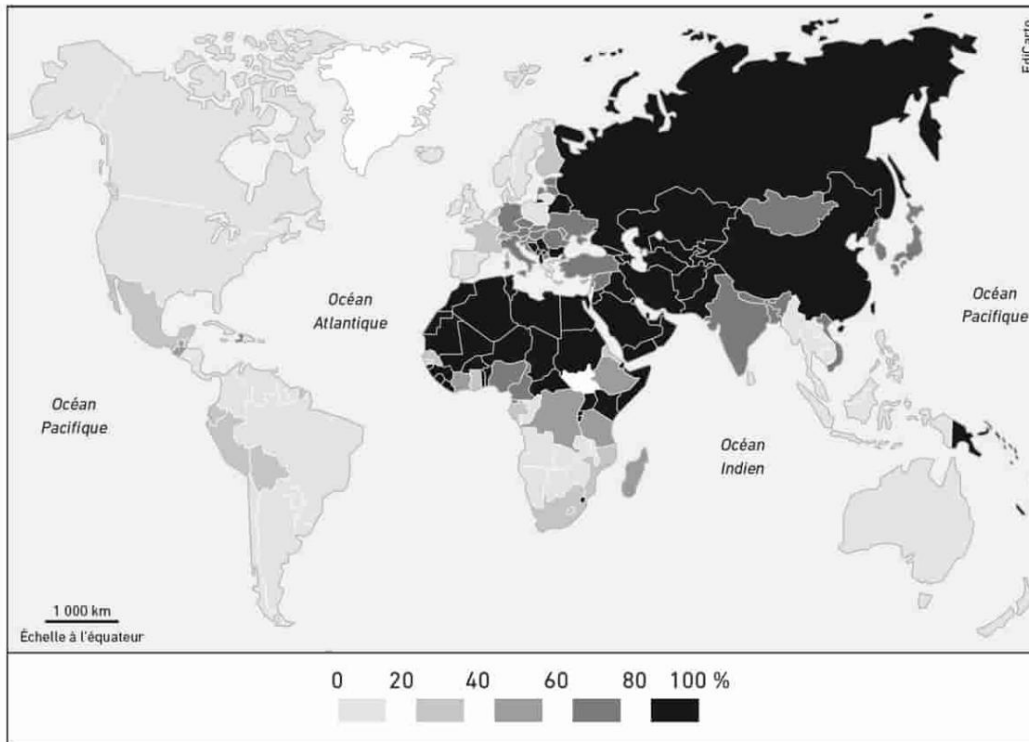 EdiCarte
Océan
Atlantique
Océan
Pacifique
Océan
Pacifique
Océan
Indien
1 000 km
Échelle à l'équateur
0 20 40 60 80 100 %